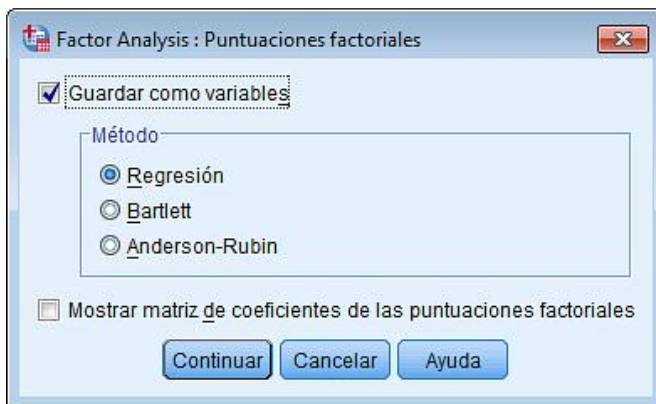 Factor Analysis : Puntuaciones factoriales
Guardar como variables
Método
Regresión
Bartlett
Anderson-Rubin
Mostrar matriz de coeficientes de las puntuaciones factoriales
Continuar Cancelar Ayuda